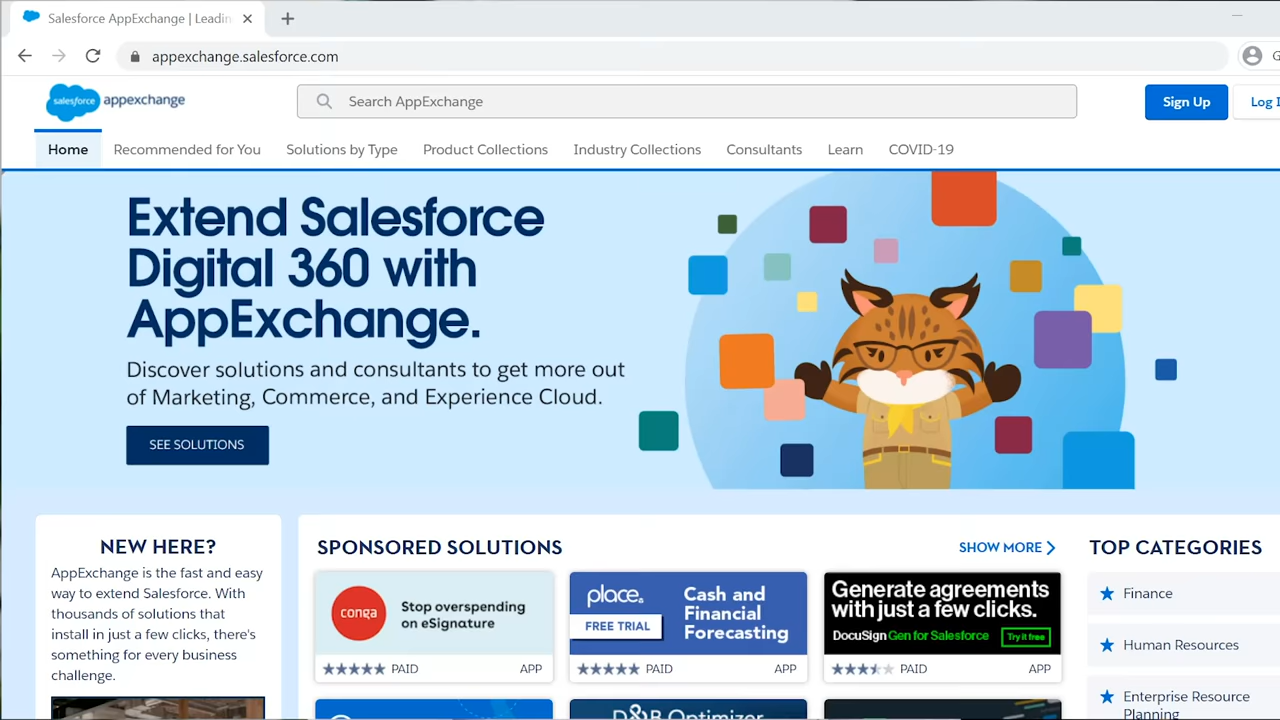 Salesforce AppExchange | Leadin
appexchange.salesforce.com
G
salesforce appexchange
Search AppExchange
Sign Up
Log I
Home
Recommended for You
Solutions by Type
Product Collections
Industry Collections
Consultants
Learn
COVID-19
Extend Salesforce
Digital 360 with
AppExchange.
Discover solutions and consultants to get more out
of Marketing, Commerce, and Experience Cloud.
SEE SOLUTIONS
NEW HERE?
AppExchange is the fast and easy
way to extend Salesforce. With
thousands of solutions that
install in just a few clicks, there's
something for every business
challenge.
SPONSORED SOLUTIONS
SHOW MORE
conga
Stop overspending
on eSignature
PAID
APP
place.
FREE TRIAL
Cash and
Financial
Forecasting
PAID
APP
Generate agreements
with just a few clicks.
DocuSign Gen for Salesforce
Try it free
PAID
APP
D&B Optimizer
TOP CATEGORIES
Finance
Human Resources
Enterprise Resource
Planning